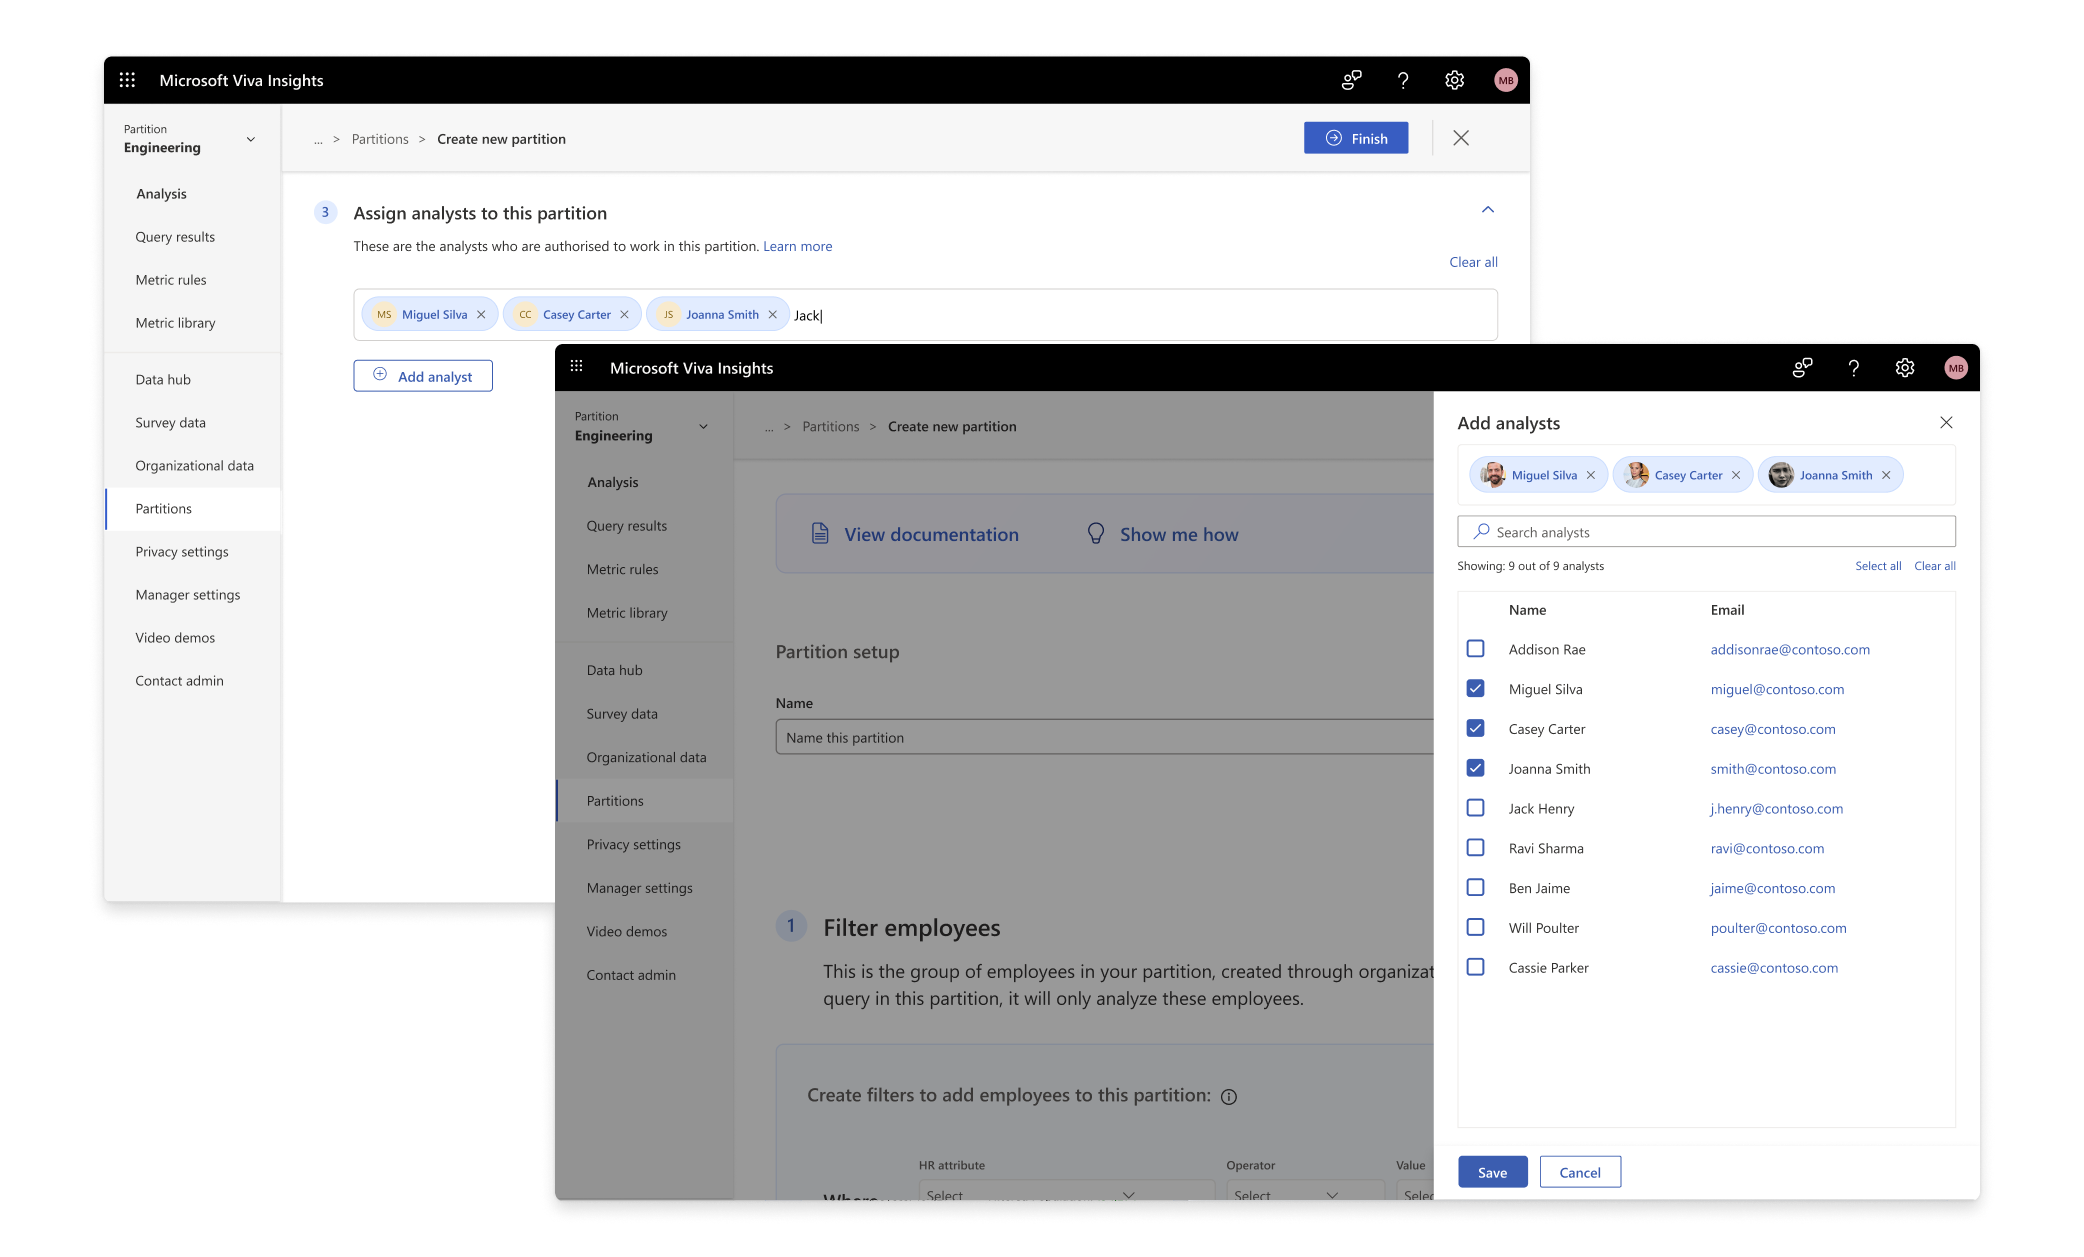 Microsoft Viva Insights
MB
Partition
Engineering
Analysis
Query results
Metric rules
Metric library
Data hub
Survey data
Organizational data
Partitions
Privacy settings
Manager settings
Video demos
Contact admin
... > Partitions > Create new partition
Finish
3 Assign analysts to this partition
These are the analysts who are authorised to work in this partition. Learn more
Clear all
MS Miguel Silva CC Casey Carter JS Joanna Smith Jack
Add analyst
Microsoft Viva Insights
MB
Partition
Engineering
Analysis
Query results
Metric rules
Metric library
Data hub
Survey data
Organizational data
Partitions
Privacy settings
Manager settings
Video demos
Contact admin
... > Partitions > Create new partition
View documentation Show me how
Partition setup
Name
Name this partition
1 Filter employees
This is the group of employees in your partition, created through organizat
query in this partition, it will only analyze these employees.
Create filters to add employees to this partition:
HR attribute Operator Value
Select Select Selec
Add analysts
Miguel Silva Casey Carter Joanna Smith
Search analysts
Showing: 9 out of 9 analysts Select all Clear all
Name Email
Addison Rae addisonrae@contoso.com
Miguel Silva miguel@contoso.com
Casey Carter casey@contoso.com
Joanna Smith smith@contoso.com
Jack Henry j.henry@contoso.com
Ravi Sharma ravi@contoso.com
Ben Jaime jaime@contoso.com
Will Poulter poulter@contoso.com
Cassie Parker cassie@contoso.com
Save Cancel